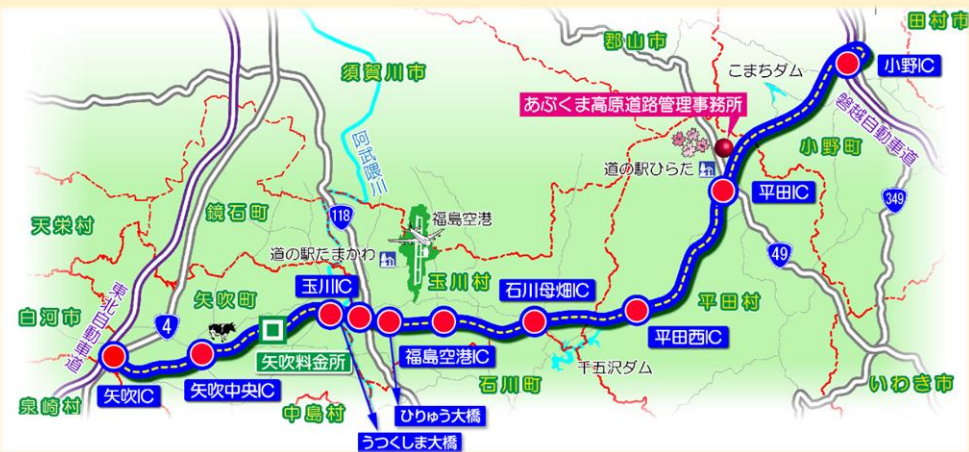 田村市
郡山市
小野IC
須賀川市
こまちダム
あぶくま高原道路管理事務所
磐越自動車道
小野町
阿武隈川
道の駅ひらた
平田IC
349
鏡石町
118
福島空港
天栄村
道の駅たまかわ
49
玉川IC
玉川村
石川母畑IC
平田村
矢吹町
白河市
東北自動車道
4
矢吹料金所
福島空港IC
平田西IC
千五沢ダム
矢吹IC
矢吹中央IC
石川町
いわき市
泉崎村
中島村
ひりゅう大橋
うつくしま大橋